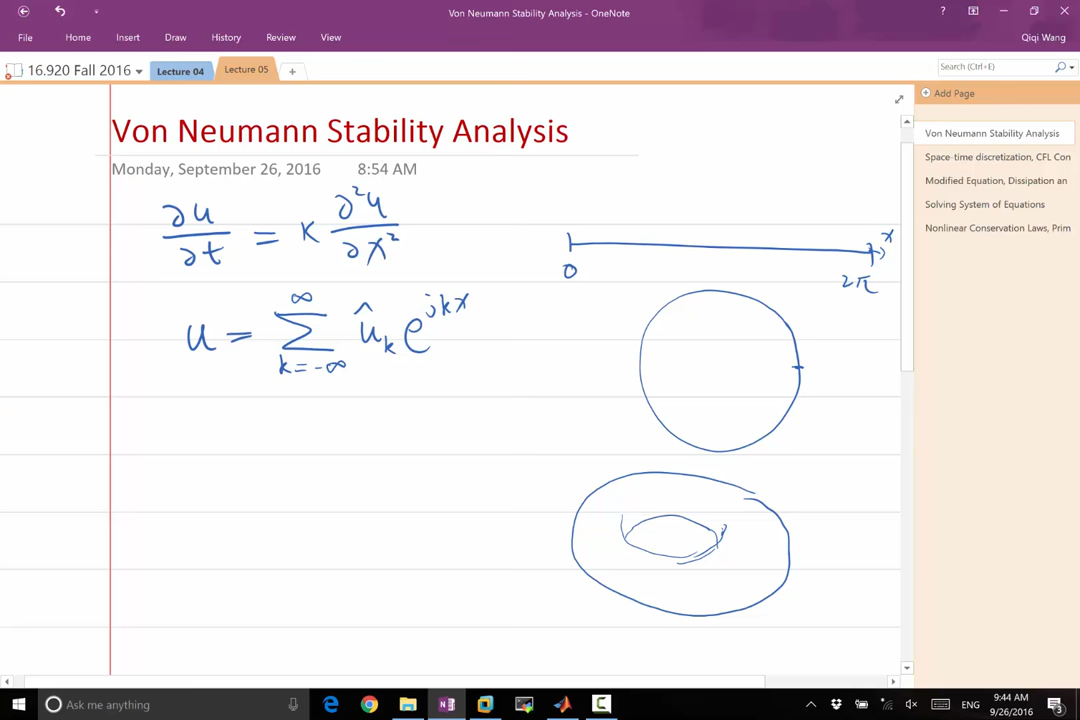 Von Neumann Stability Analysis - OneNote
?
File Home Insert Draw History Review View
Qiqi Wang
16.920 Fall 2016
Lecture 04
Lecture 05
Search (Ctrl+E)
Add Page
Von Neumann Stability Analysis
Space-time discretization, CFL Con
Modified Equation, Dissipation an
Solving System of Equations
Nonlinear Conservation Laws, Prim
Von Neumann Stability Analysis
Monday, September 26, 2016 8:54 AM
∂u/∂t = κ ∂²u/∂x²
0 2π x
u = ∑_{k=-∞}^{∞} û_k e^{jkx}
Ask me anything
ENG
9:44 AM
9/26/2016
3